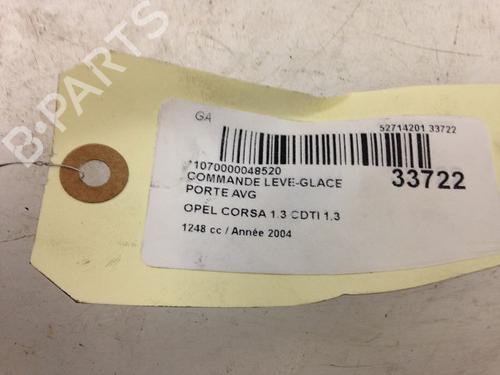 B-PARTS
GA
52714201 33722
*1070000048520
COMMANDE LEVE-GLACE
PORTE AVG
33722
OPEL CORSA 1.3 CDTI 1.3
1248 cc / Année 2004